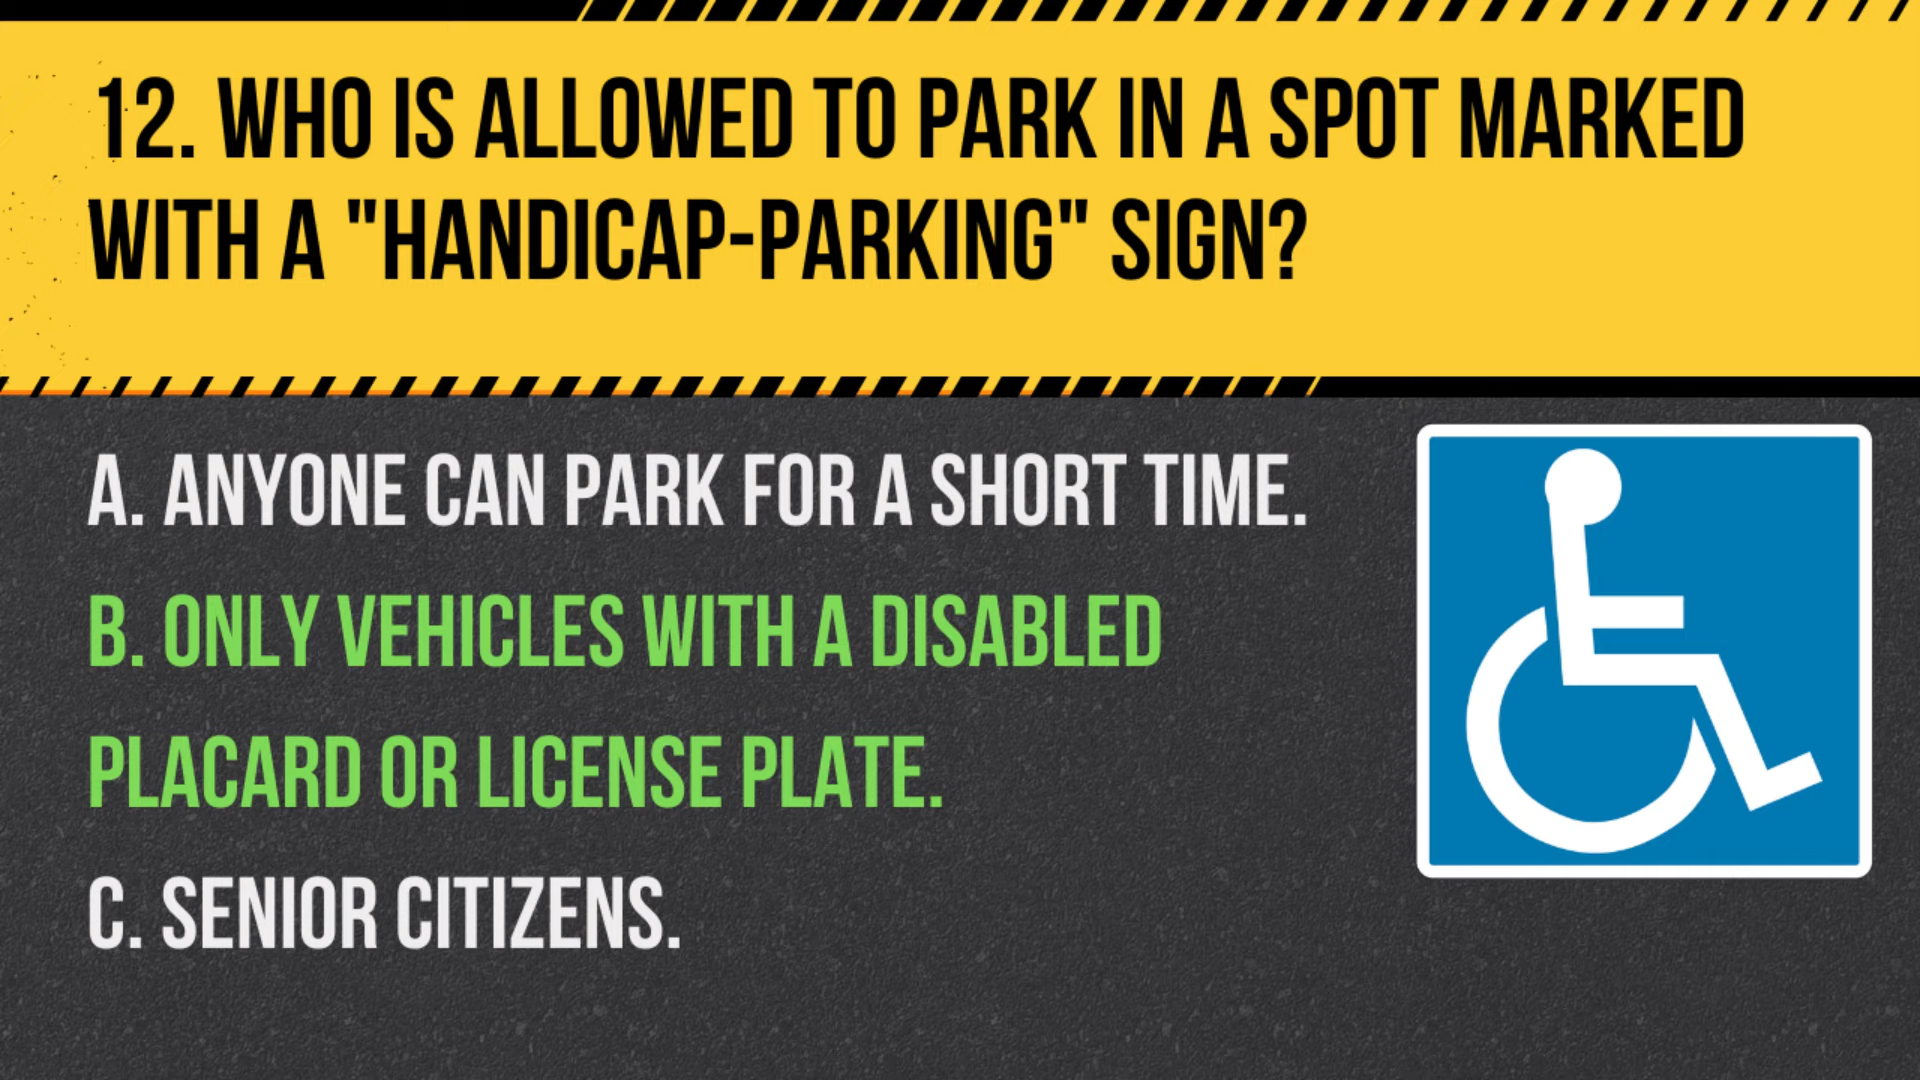 12. WHO IS ALLOWED TO PARK IN A SPOT MARKED
WITH A "HANDICAP-PARKING" SIGN?
A. ANYONE CAN PARK FOR A SHORT TIME.
B. ONLY VEHICLES WITH A DISABLED
PLACARD OR LICENSE PLATE.
C. SENIOR CITIZENS.